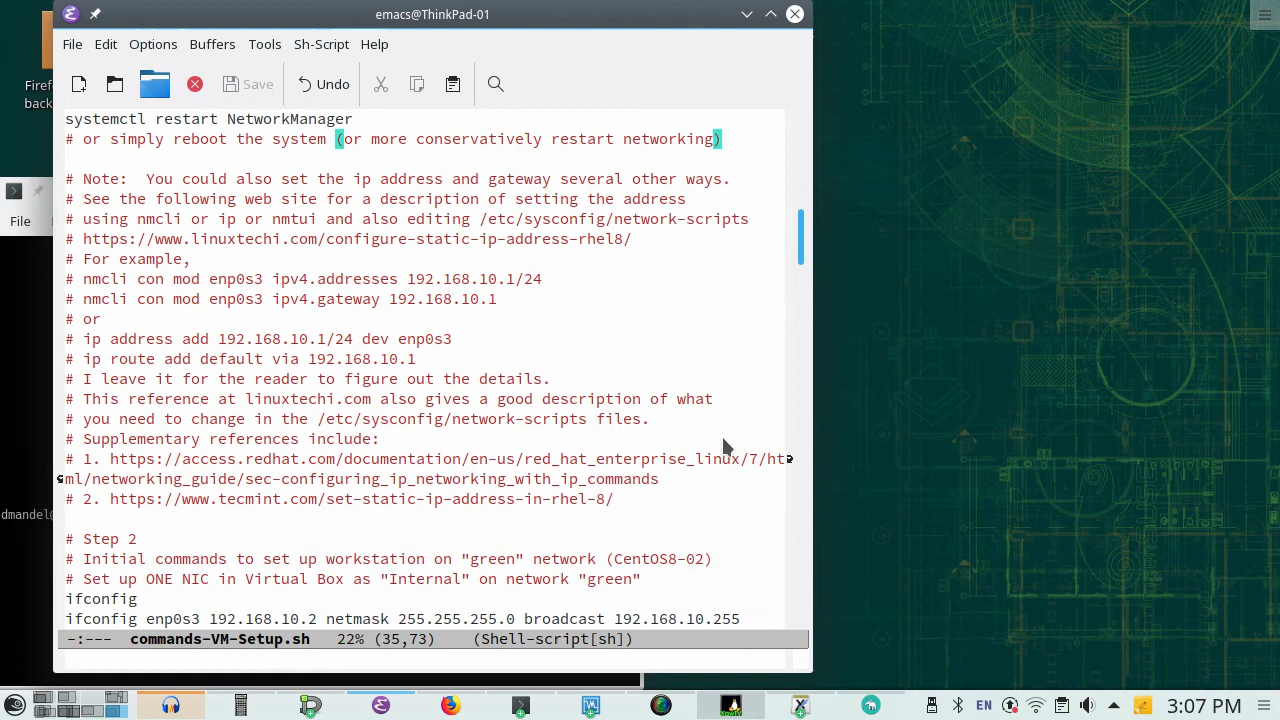 emacs@ThinkPad-01
File Edit Options Buffers Tools Sh-Script Help
Save Undo
Firef
back
File
dmandel@
systemctl restart NetworkManager
# or simply reboot the system (or more conservatively restart networking)
# Note:  You could also set the ip address and gateway several other ways.
# See the following web site for a description of setting the address
# using nmcli or ip or nmtui and also editing /etc/sysconfig/network-scripts
# https://www.linuxtechi.com/configure-static-ip-address-rhel8/
# For example,
# nmcli con mod enp0s3 ipv4.addresses 192.168.10.1/24
# nmcli con mod enp0s3 ipv4.gateway 192.168.10.1
# or
# ip address add 192.168.10.1/24 dev enp0s3
# ip route add default via 192.168.10.1
# I leave it for the reader to figure out the details.
# This reference at linuxtechi.com also gives a good description of what
# you need to change in the /etc/sysconfig/network-scripts files.
# Supplementary references include:
# 1. https://access.redhat.com/documentation/en-us/red_hat_enterprise_linux/7/ht
ml/networking_guide/sec-configuring_ip_networking_with_ip_commands
# 2. https://www.tecmint.com/set-static-ip-address-in-rhel-8/
# Step 2
# Initial commands to set up workstation on "green" network (CentOS8-02)
# Set up ONE NIC in Virtual Box as "Internal" on network "green"
ifconfig
ifconfig enp0s3 192.168.10.2 netmask 255.255.255.0 broadcast 192.168.10.255
-:--- commands-VM-Setup.sh 22% (35,73) (Shell-script[sh])
EN 3:07 PM